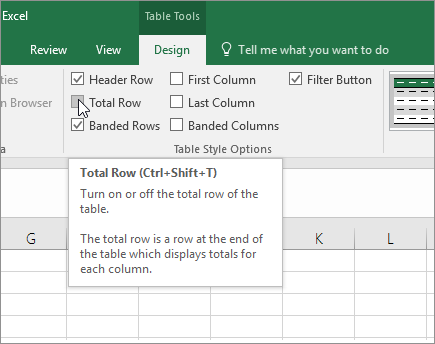 Excel
Table Tools
Review View Design Tell me what you want to do
ties Header Row First Column Filter Button
n Browser Total Row Last Column
Banded Rows Banded Columns
a Table Style Options
Total Row (Ctrl+Shift+T)
Turn on or off the total row of the
table.
The total row is a row at the end of
the table which displays totals for
each column.
G K L